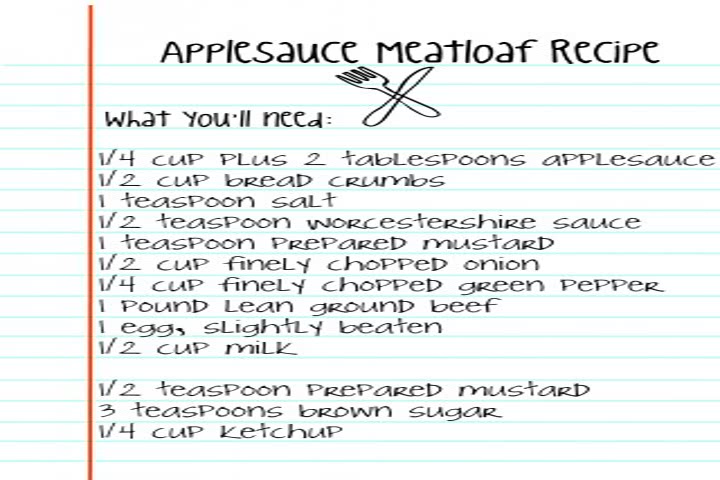 Applesauce Meatloaf Recipe
What You'll need:
1/4 cup plus 2 tablespoons applesauce
1/2 cup bread crumbs
1 teaspoon salt
1/2 teaspoon worcestershire sauce
1 teaspoon prepared mustard
1/2 cup finely chopped onion
1/4 cup finely chopped green pepper
1 pound lean ground beef
1 egg, slightly beaten
1/2 cup milk
1/2 teaspoon prepared mustard
3 teaspoons brown sugar
1/4 cup ketchup